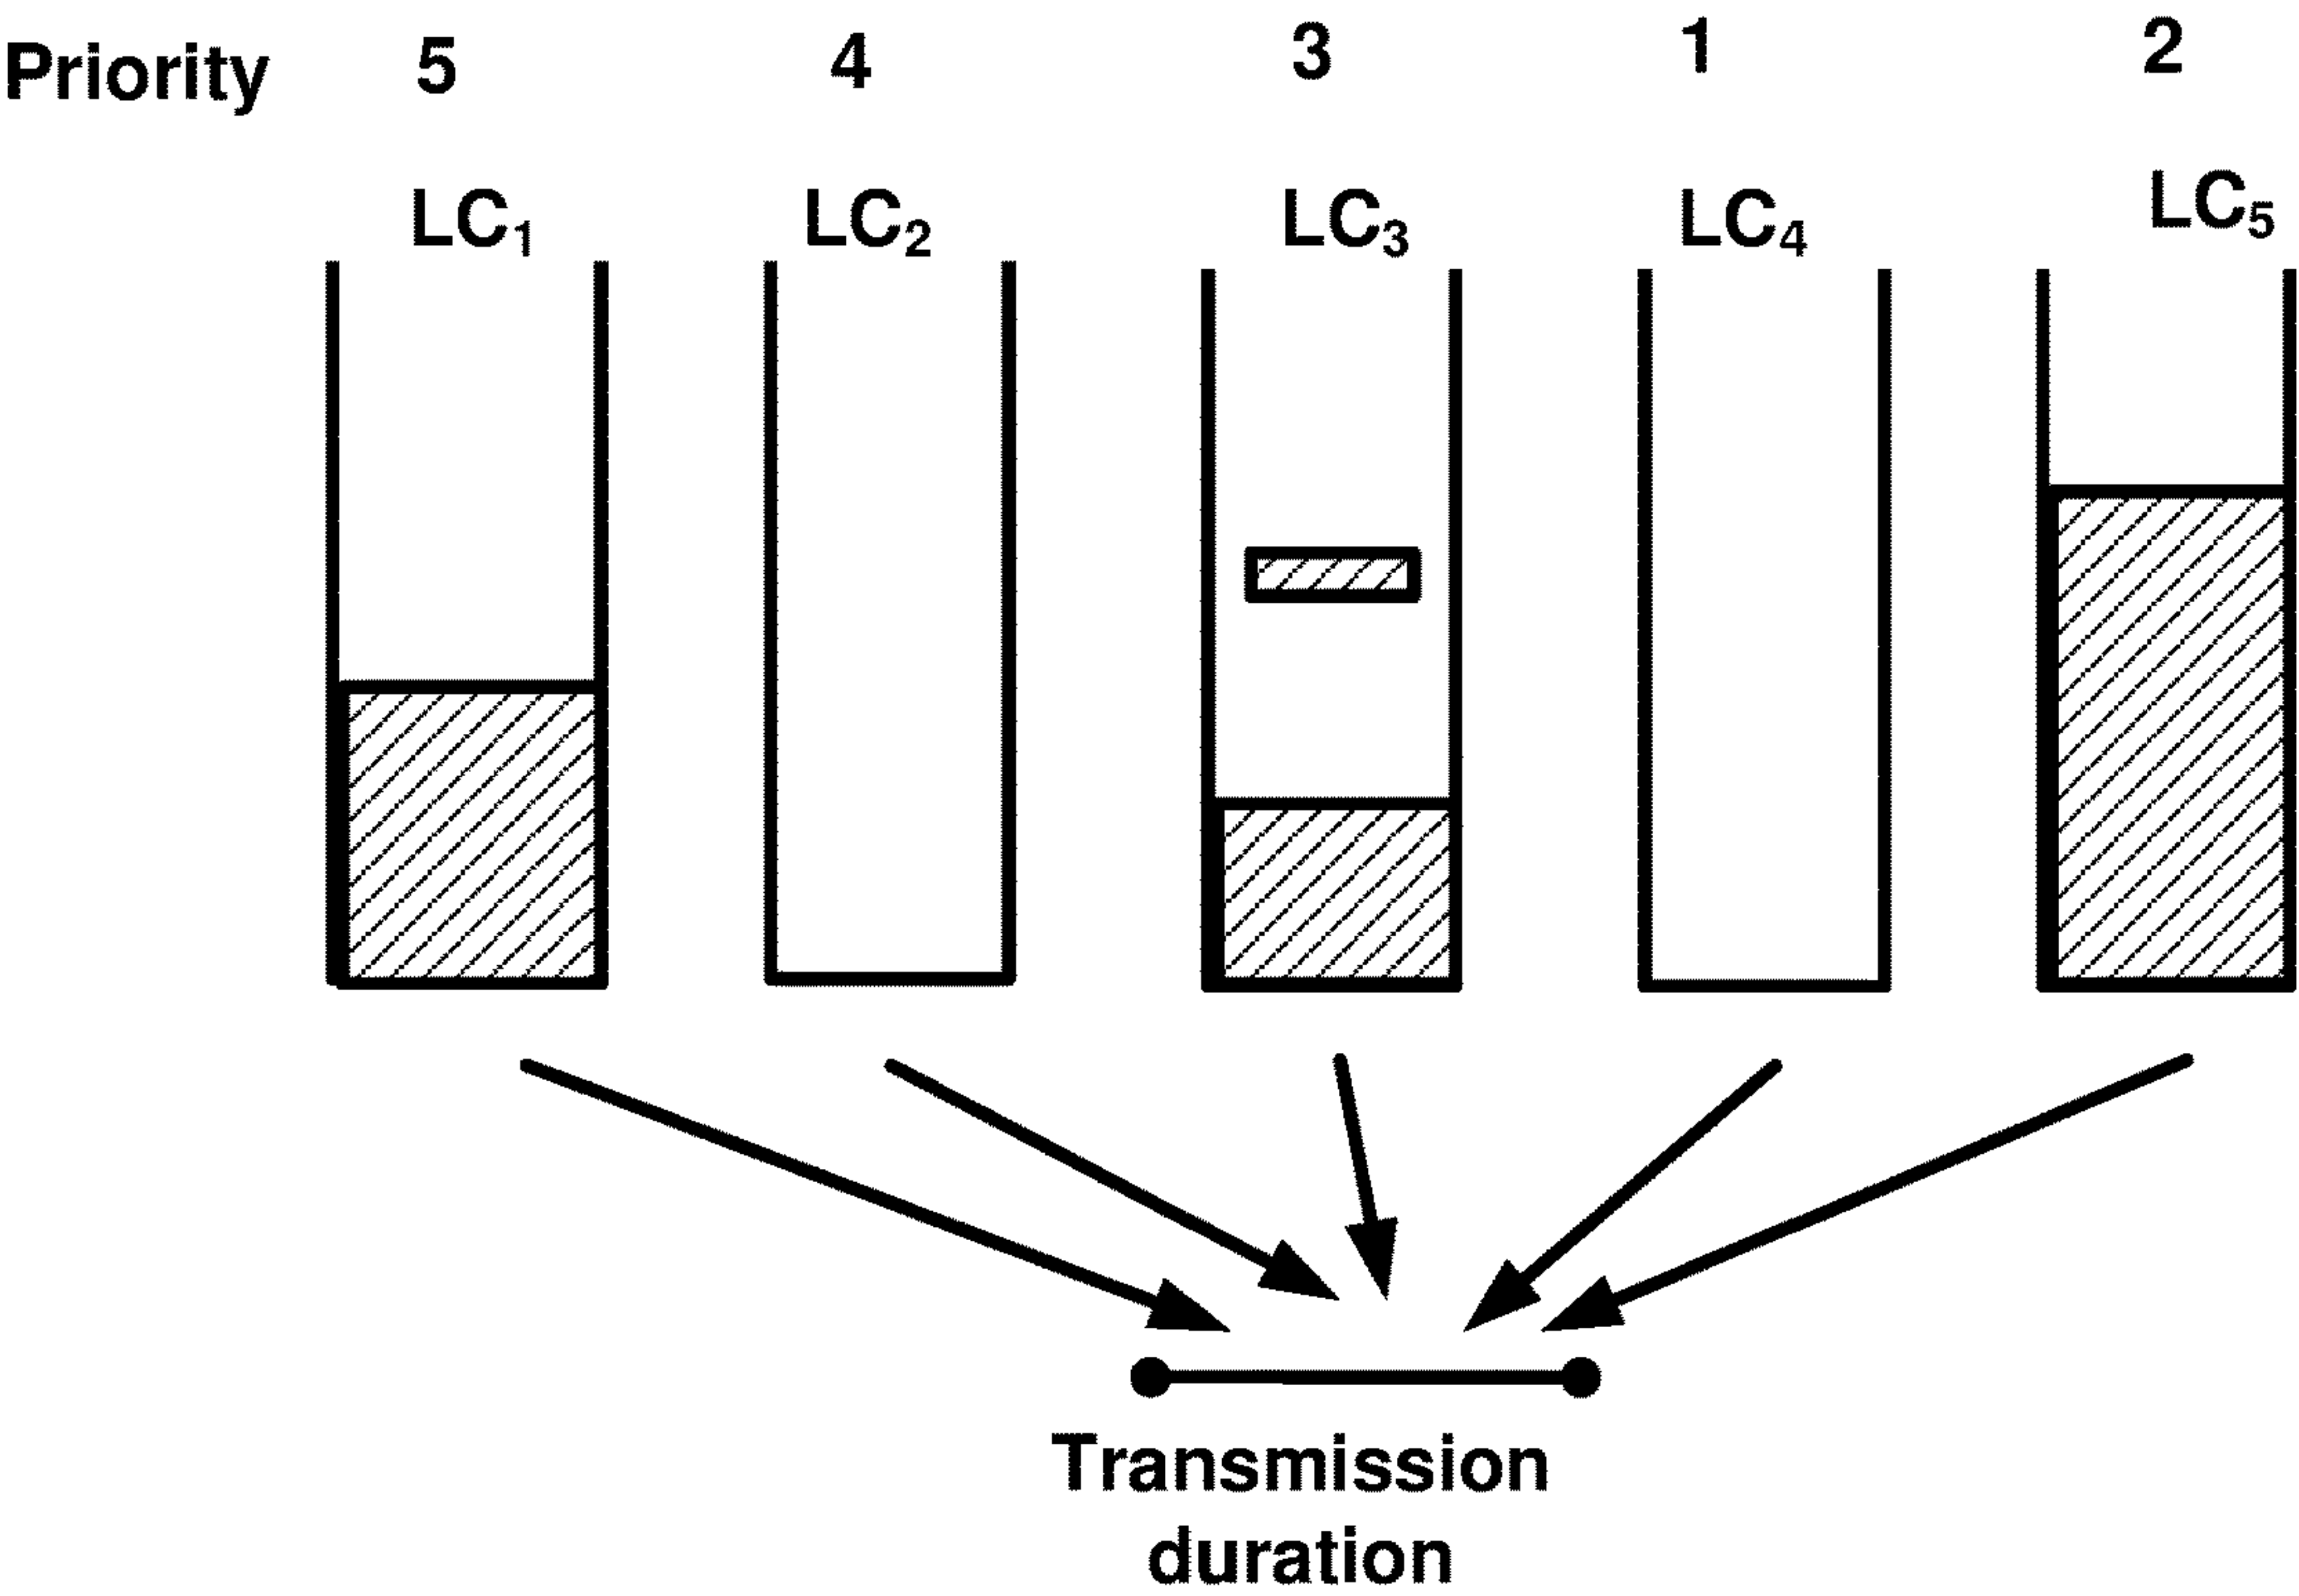 Priority 5 4 3 1 2
LC₁ LC₂ LC₃ LC₄ LC₅
Transmission
duration